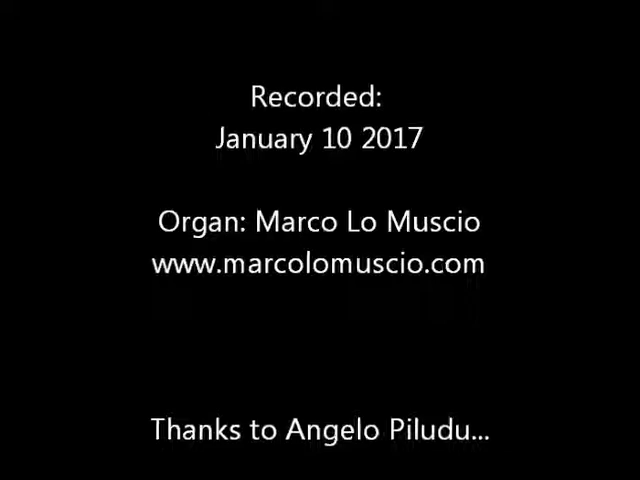 Recorded:
January 10 2017
Organ: Marco Lo Muscio
www.marcolomuscio.com
Thanks to Angelo Piludu...